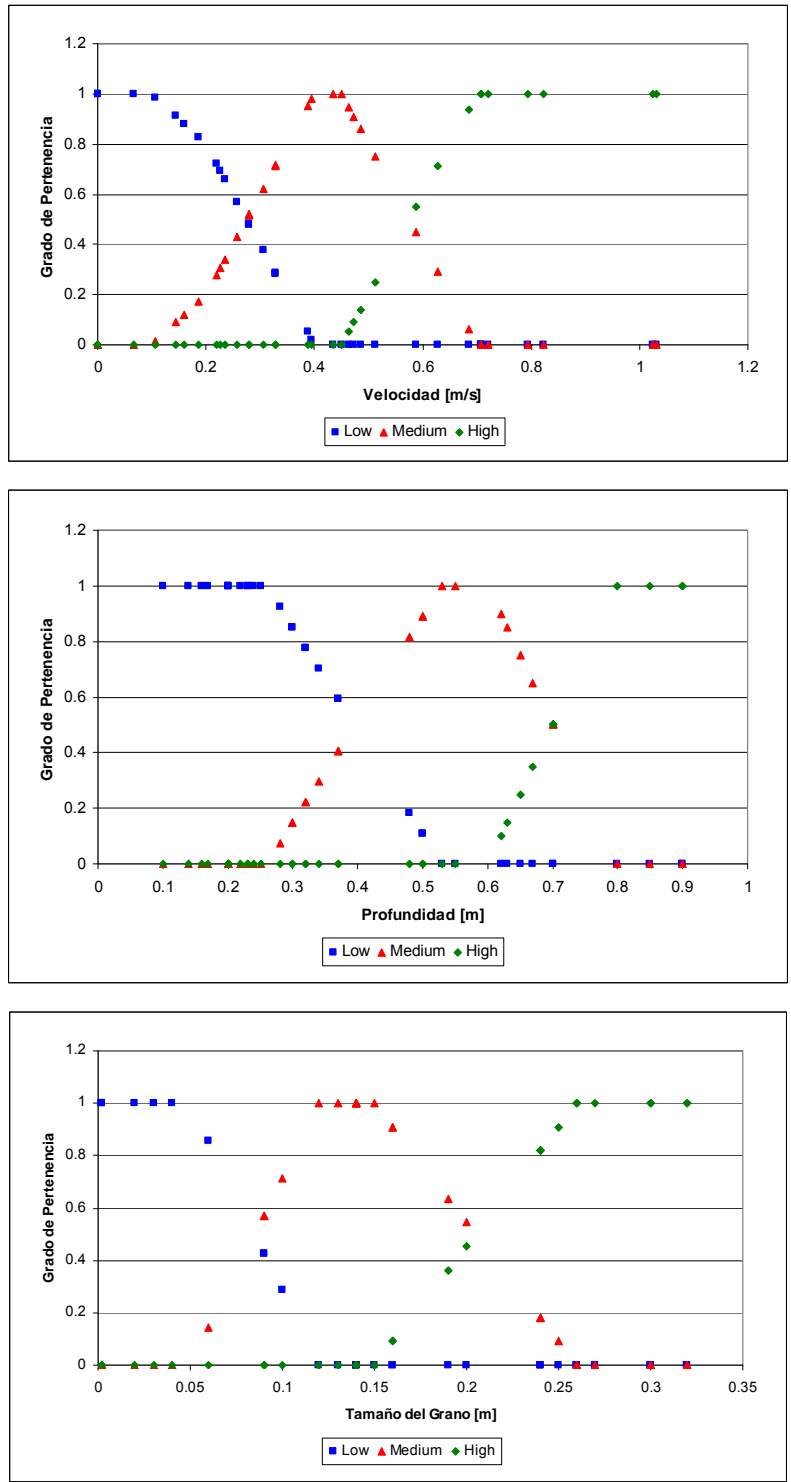 1.2
1
0.8
0.6
0.4
0.2
0
Grado de Pertenencia
0 0.2 0.4 0.6 0.8 1 1.2
Velocidad [m/s]
Low Medium High
1.2
1
0.8
0.6
0.4
0.2
0
Grado de Pertenencia
0 0.1 0.2 0.3 0.4 0.5 0.6 0.7 0.8 0.9 1
Profundidad [m]
Low Medium High
1.2
1
0.8
0.6
0.4
0.2
0
Grado de Pertenencia
0 0.05 0.1 0.15 0.2 0.25 0.3 0.35
Tamaño del Grano [m]
Low Medium High